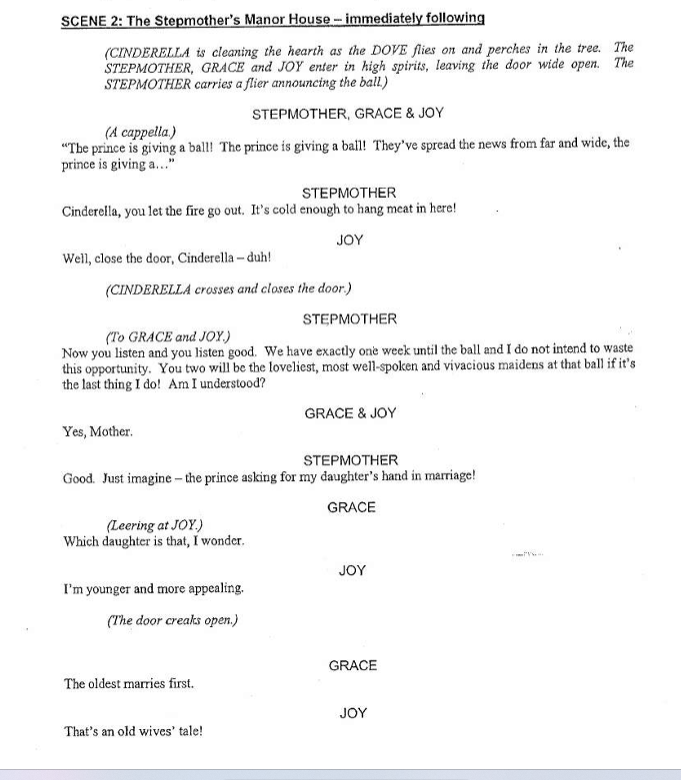 SCENE 2: The Stepmother's Manor House – immediately following
(CINDERELLA is cleaning the hearth as the DOVE flies on and perches in the tree. The
STEPMOTHER, GRACE and JOY enter in high spirits, leaving the door wide open. The
STEPMOTHER carries a flier announcing the ball.)
STEPMOTHER, GRACE & JOY
(A cappella.)
"The prince is giving a ball! The prince is giving a ball! They've spread the news from far and wide, the
prince is giving a…"
STEPMOTHER
Cinderella, you let the fire go out. It's cold enough to hang meat in here!
JOY
Well, close the door, Cinderella – duh!
(CINDERELLA crosses and closes the door.)
STEPMOTHER
(To GRACE and JOY.)
Now you listen and you listen good. We have exactly one week until the ball and I do not intend to waste
this opportunity. You two will be the loveliest, most well-spoken and vivacious maidens at that ball if it's
the last thing I do! Am I understood?
GRACE & JOY
Yes, Mother.
STEPMOTHER
Good. Just imagine – the prince asking for my daughter's hand in marriage!
GRACE
(Leering at JOY.)
Which daughter is that, I wonder.
JOY
I'm younger and more appealing.
(The door creaks open.)
GRACE
The oldest marries first.
JOY
That's an old wives' tale!